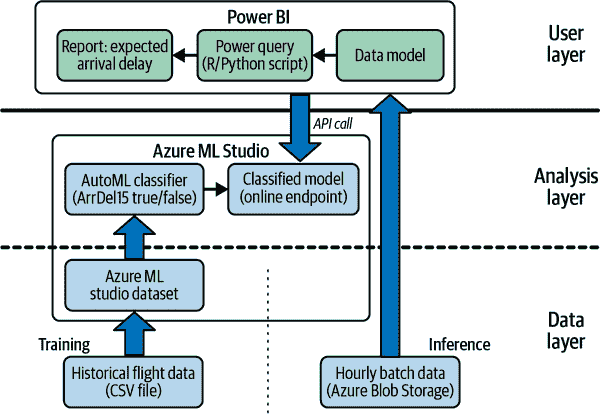 Power BI
User
layer
Report: expected
arrival delay
Power query
(R/Python script)
Data model
API call
Azure ML Studio
AutoML classifier
(ArrDel15 true/false)
Classified model
(online endpoint)
Analysis
layer
Azure ML
studio dataset
Data
layer
Training
Inference
Historical flight data
(CSV file)
Hourly batch data
(Azure Blob Storage)